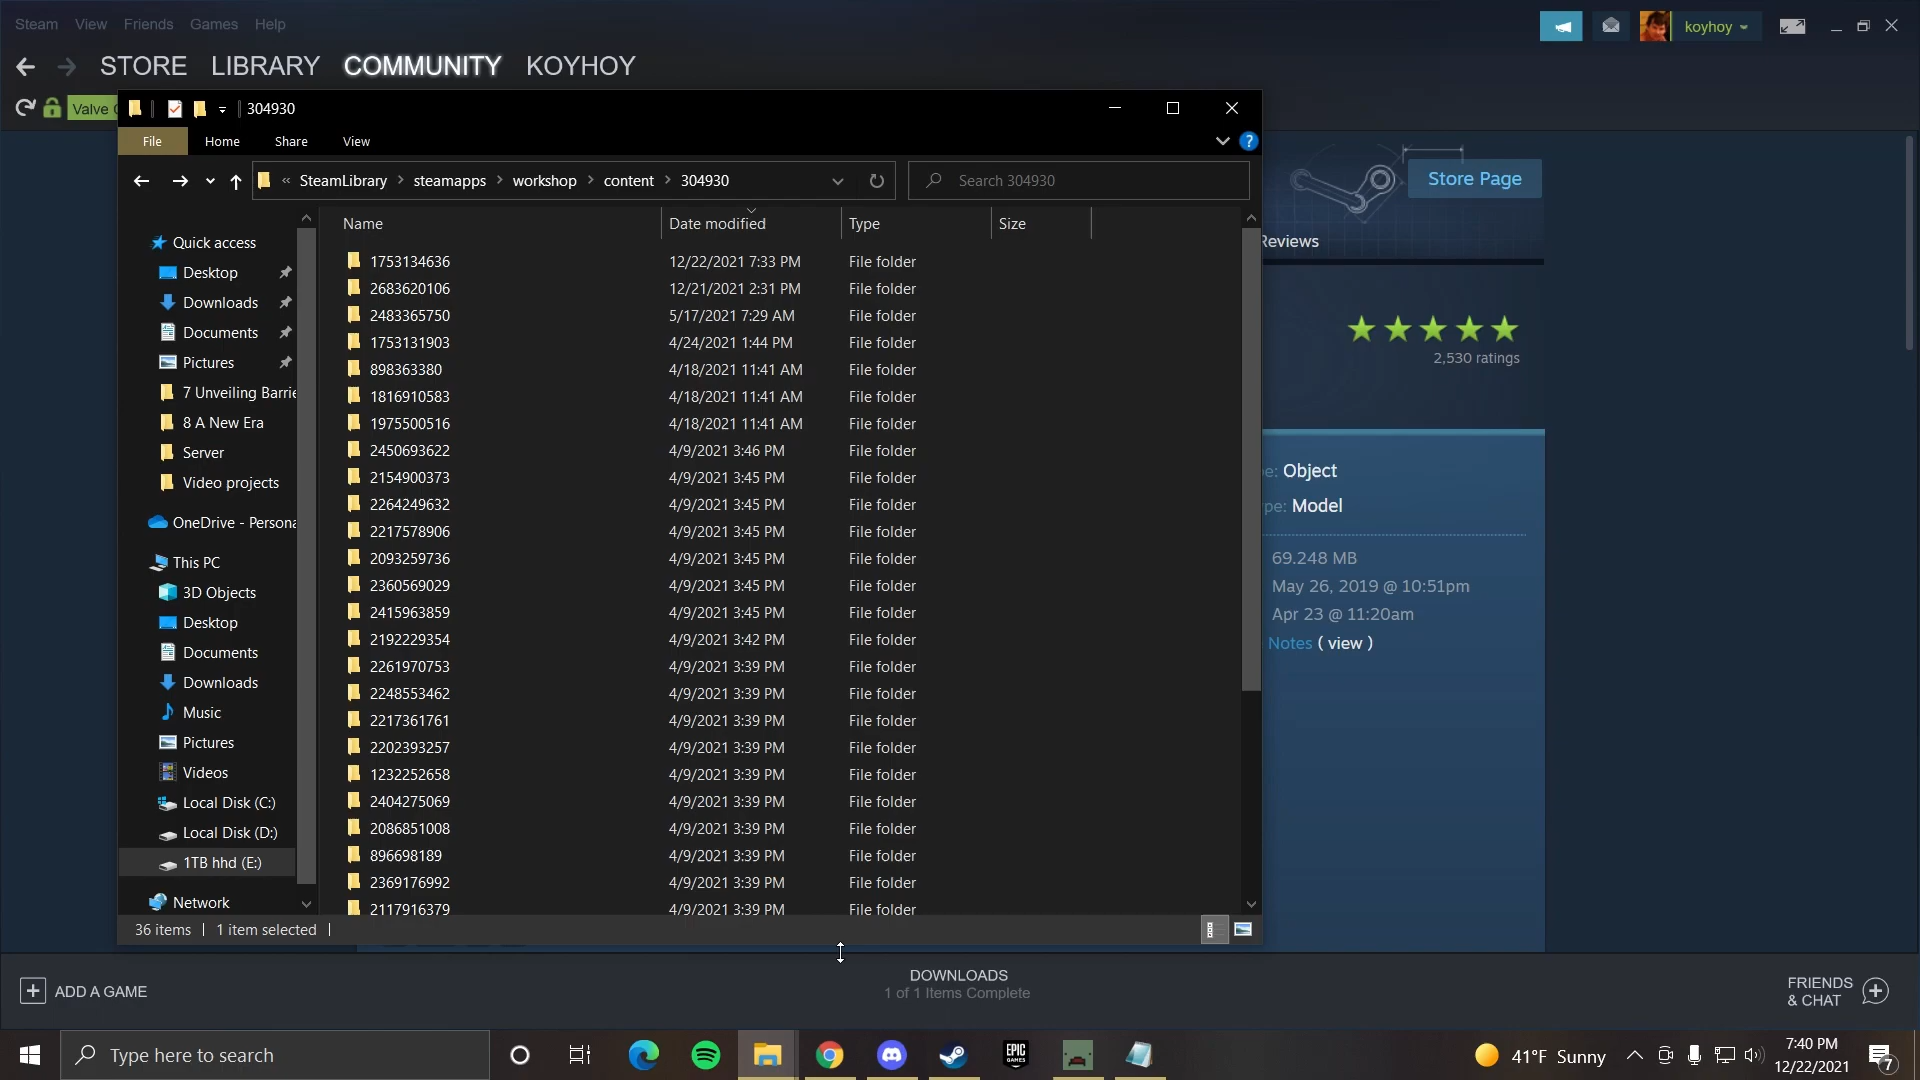 Steam View Friends Games Help
koyhoy
STORE LIBRARY COMMUNITY KOYHOY
Valve
304930
File Home Share View
?
« SteamLibrary > steamapps > workshop > content > 304930
Search 304930
Store Page
Reviews
2,530 ratings
Object
Model
69.248 MB
May 26, 2019 @ 10:51pm
Apr 23 @ 11:20am
Notes ( view )
Quick access
Desktop
Downloads
Documents
Pictures
7 Unveiling Barrie
8 A New Era
Server
Video projects
OneDrive - Persona
This PC
3D Objects
Desktop
Documents
Downloads
Music
Pictures
Videos
Local Disk (C:)
Local Disk (D:)
1TB hhd (E:)
Network
Name Date modified Type Size
1753134636 12/22/2021 7:33 PM File folder
2683620106 12/21/2021 2:31 PM File folder
2483365750 5/17/2021 7:29 AM File folder
1753131903 4/24/2021 1:44 PM File folder
898363380 4/18/2021 11:41 AM File folder
1816910583 4/18/2021 11:41 AM File folder
1975500516 4/18/2021 11:41 AM File folder
2450693622 4/9/2021 3:46 PM File folder
2154900373 4/9/2021 3:45 PM File folder
2264249632 4/9/2021 3:45 PM File folder
2217578906 4/9/2021 3:45 PM File folder
2093259736 4/9/2021 3:45 PM File folder
2360569029 4/9/2021 3:45 PM File folder
2415963859 4/9/2021 3:45 PM File folder
2192229354 4/9/2021 3:42 PM File folder
2261970753 4/9/2021 3:39 PM File folder
2248553462 4/9/2021 3:39 PM File folder
2217361761 4/9/2021 3:39 PM File folder
2202393257 4/9/2021 3:39 PM File folder
1232252658 4/9/2021 3:39 PM File folder
2404275069 4/9/2021 3:39 PM File folder
2086851008 4/9/2021 3:39 PM File folder
896698189 4/9/2021 3:39 PM File folder
2369176992 4/9/2021 3:39 PM File folder
2117916379 4/9/2021 3:39 PM File folder
36 items | 1 item selected |
ADD A GAME
DOWNLOADS
1 of 1 Items Complete
FRIENDS
& CHAT
Type here to search
EPIC
GAMES
41°F Sunny
7:40 PM
12/22/2021
7